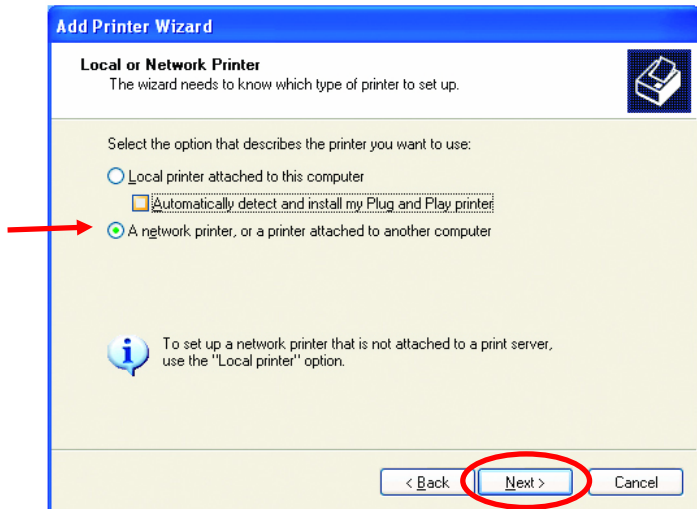 Add Printer Wizard
Local or Network Printer
The wizard needs to know which type of printer to set up.
Select the option that describes the printer you want to use:
Local printer attached to this computer
Automatically detect and install my Plug and Play printer
A network printer, or a printer attached to another computer
To set up a network printer that is not attached to a print server,
use the "Local printer" option.
< Back Next > Cancel